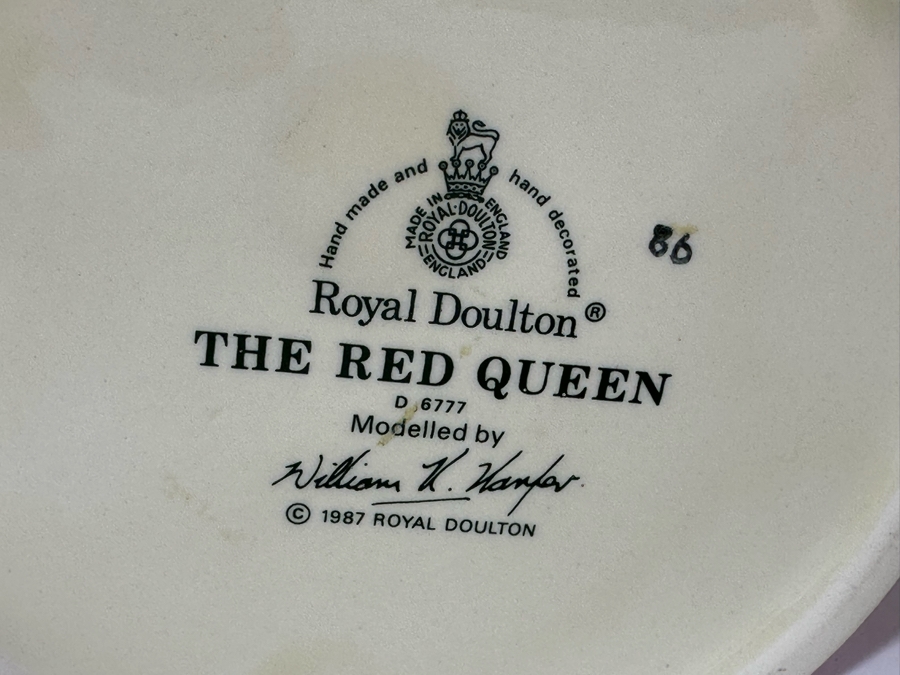 Hand made and hand decorated
MADE IN ENGLAND
ROYAL·DOULTON
ENGLAND
86
Royal Doulton®
THE RED QUEEN
D 6777
Modelled by
William K. Harper
© 1987 ROYAL DOULTON